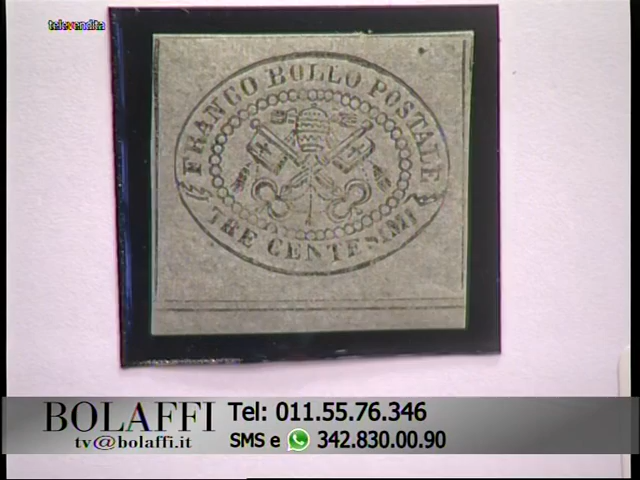 televendita
FRANCO BOLLO POSTALE
TRE CENTESIMI
BOLAFFI
tv@bolaffi.it
Tel: 011.55.76.346
SMS e 342.830.00.90